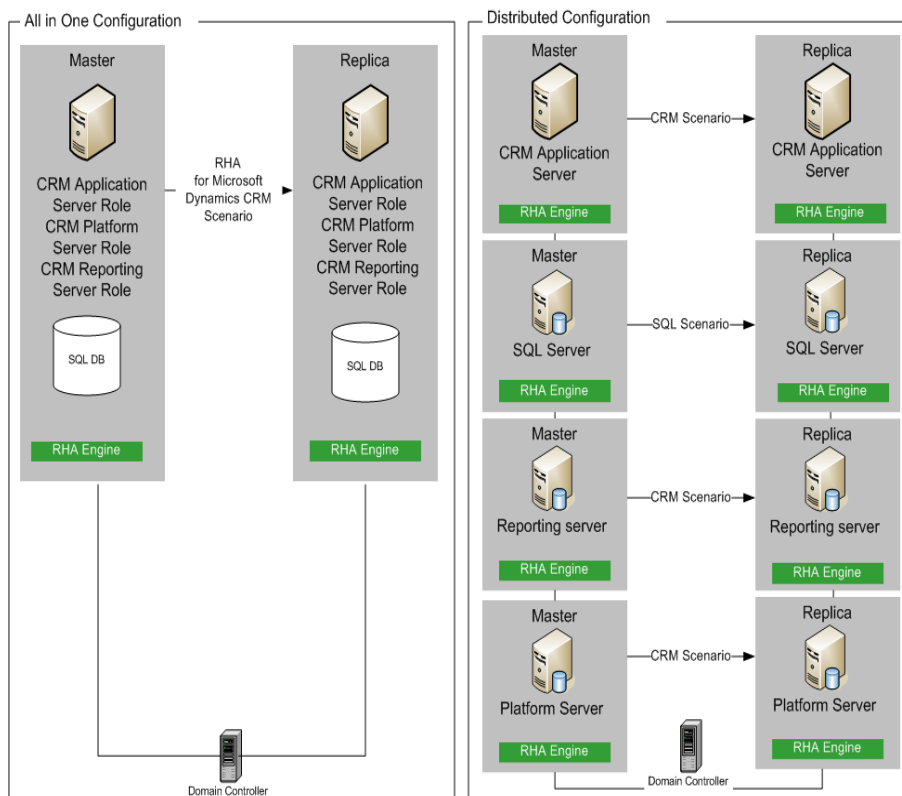 All in One Configuration
Master
CRM Application
Server Role
CRM Platform
Server Role
CRM Reporting
Server Role
SQL DB
RHA Engine
RHA
for Microsoft
Dynamics CRM
Scenario
Replica
CRM Application
Server Role
CRM Platform
Server Role
CRM Reporting
Server Role
SQL DB
RHA Engine
Domain Controller
Distributed Configuration
Master
CRM Application
Server
RHA Engine
CRM Scenario
Replica
CRM Application
Server
RHA Engine
Master
SQL Server
RHA Engine
SQL Scenario
Replica
SQL Server
RHA Engine
Master
Reporting server
RHA Engine
CRM Scenario
Replica
Reporting server
RHA Engine
Master
Platform Server
RHA Engine
CRM Scenario
Replica
Platform Server
RHA Engine
Domain Controller